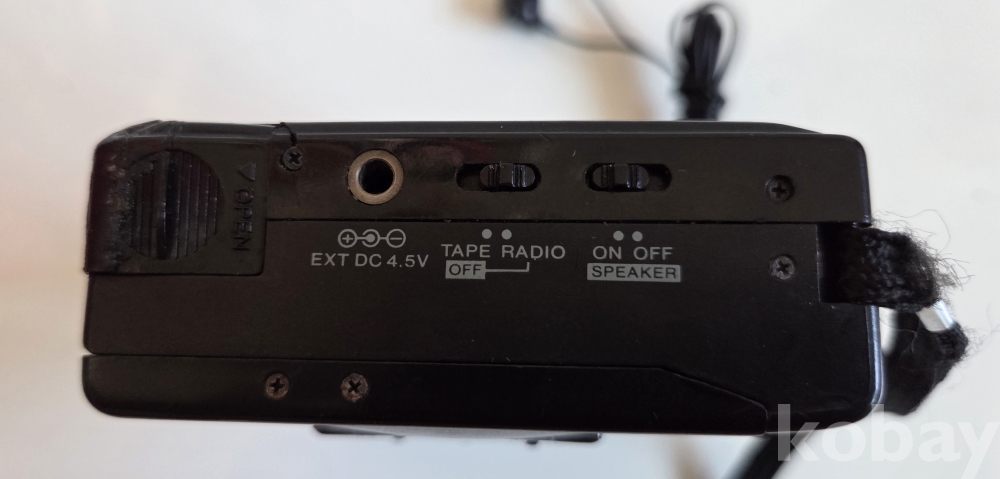 OPEN
EXT DC 4.5V
TAPE RADIO
OFF
ON OFF
SPEAKER
kobay